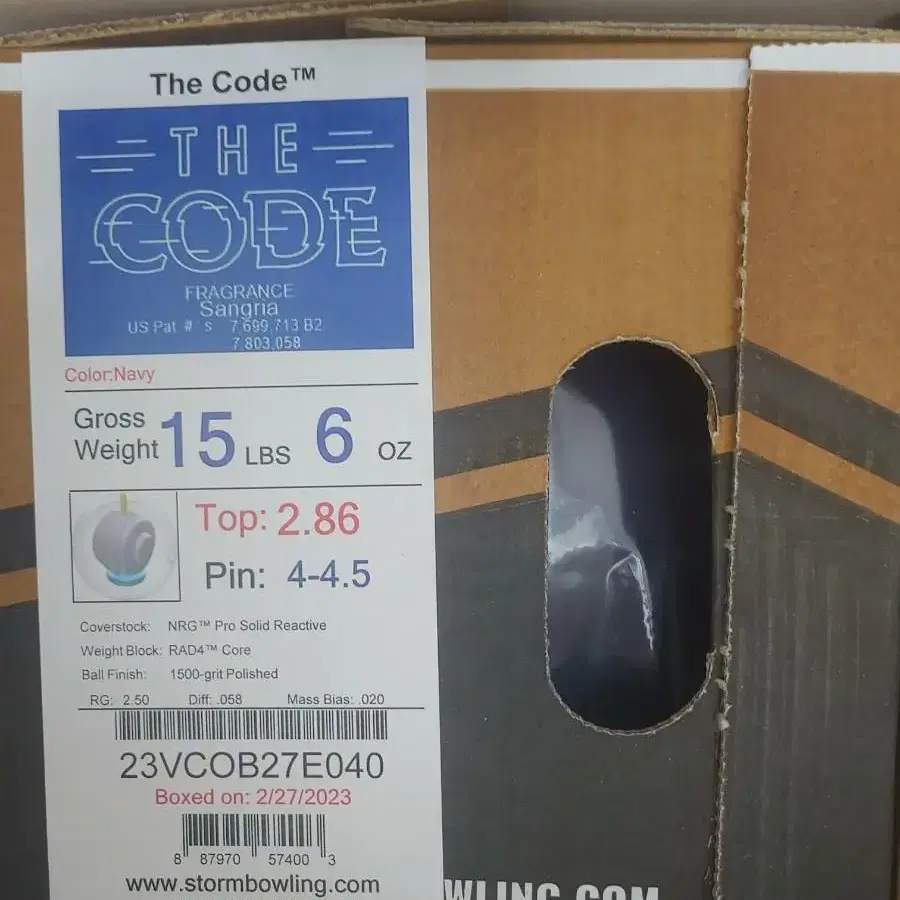 The Code™
THE
CODE
FRAGRANCE
Sangria
US Pat # ' s 7,699,713 B2
7,803,058
Color:Navy
Gross Weight 15 LBS 6 OZ
Top: 2.86
Pin: 4-4.5
Coverstock: NRG™ Pro Solid Reactive
Weight Block: RAD4™ Core
Ball Finish: 1500-grit Polished
RG: 2.50 Diff: .058 Mass Bias: .020
23VCOB27E040
Boxed on: 2/27/2023
8 87970 57400 3
www.stormbowling.com
WLING.COM